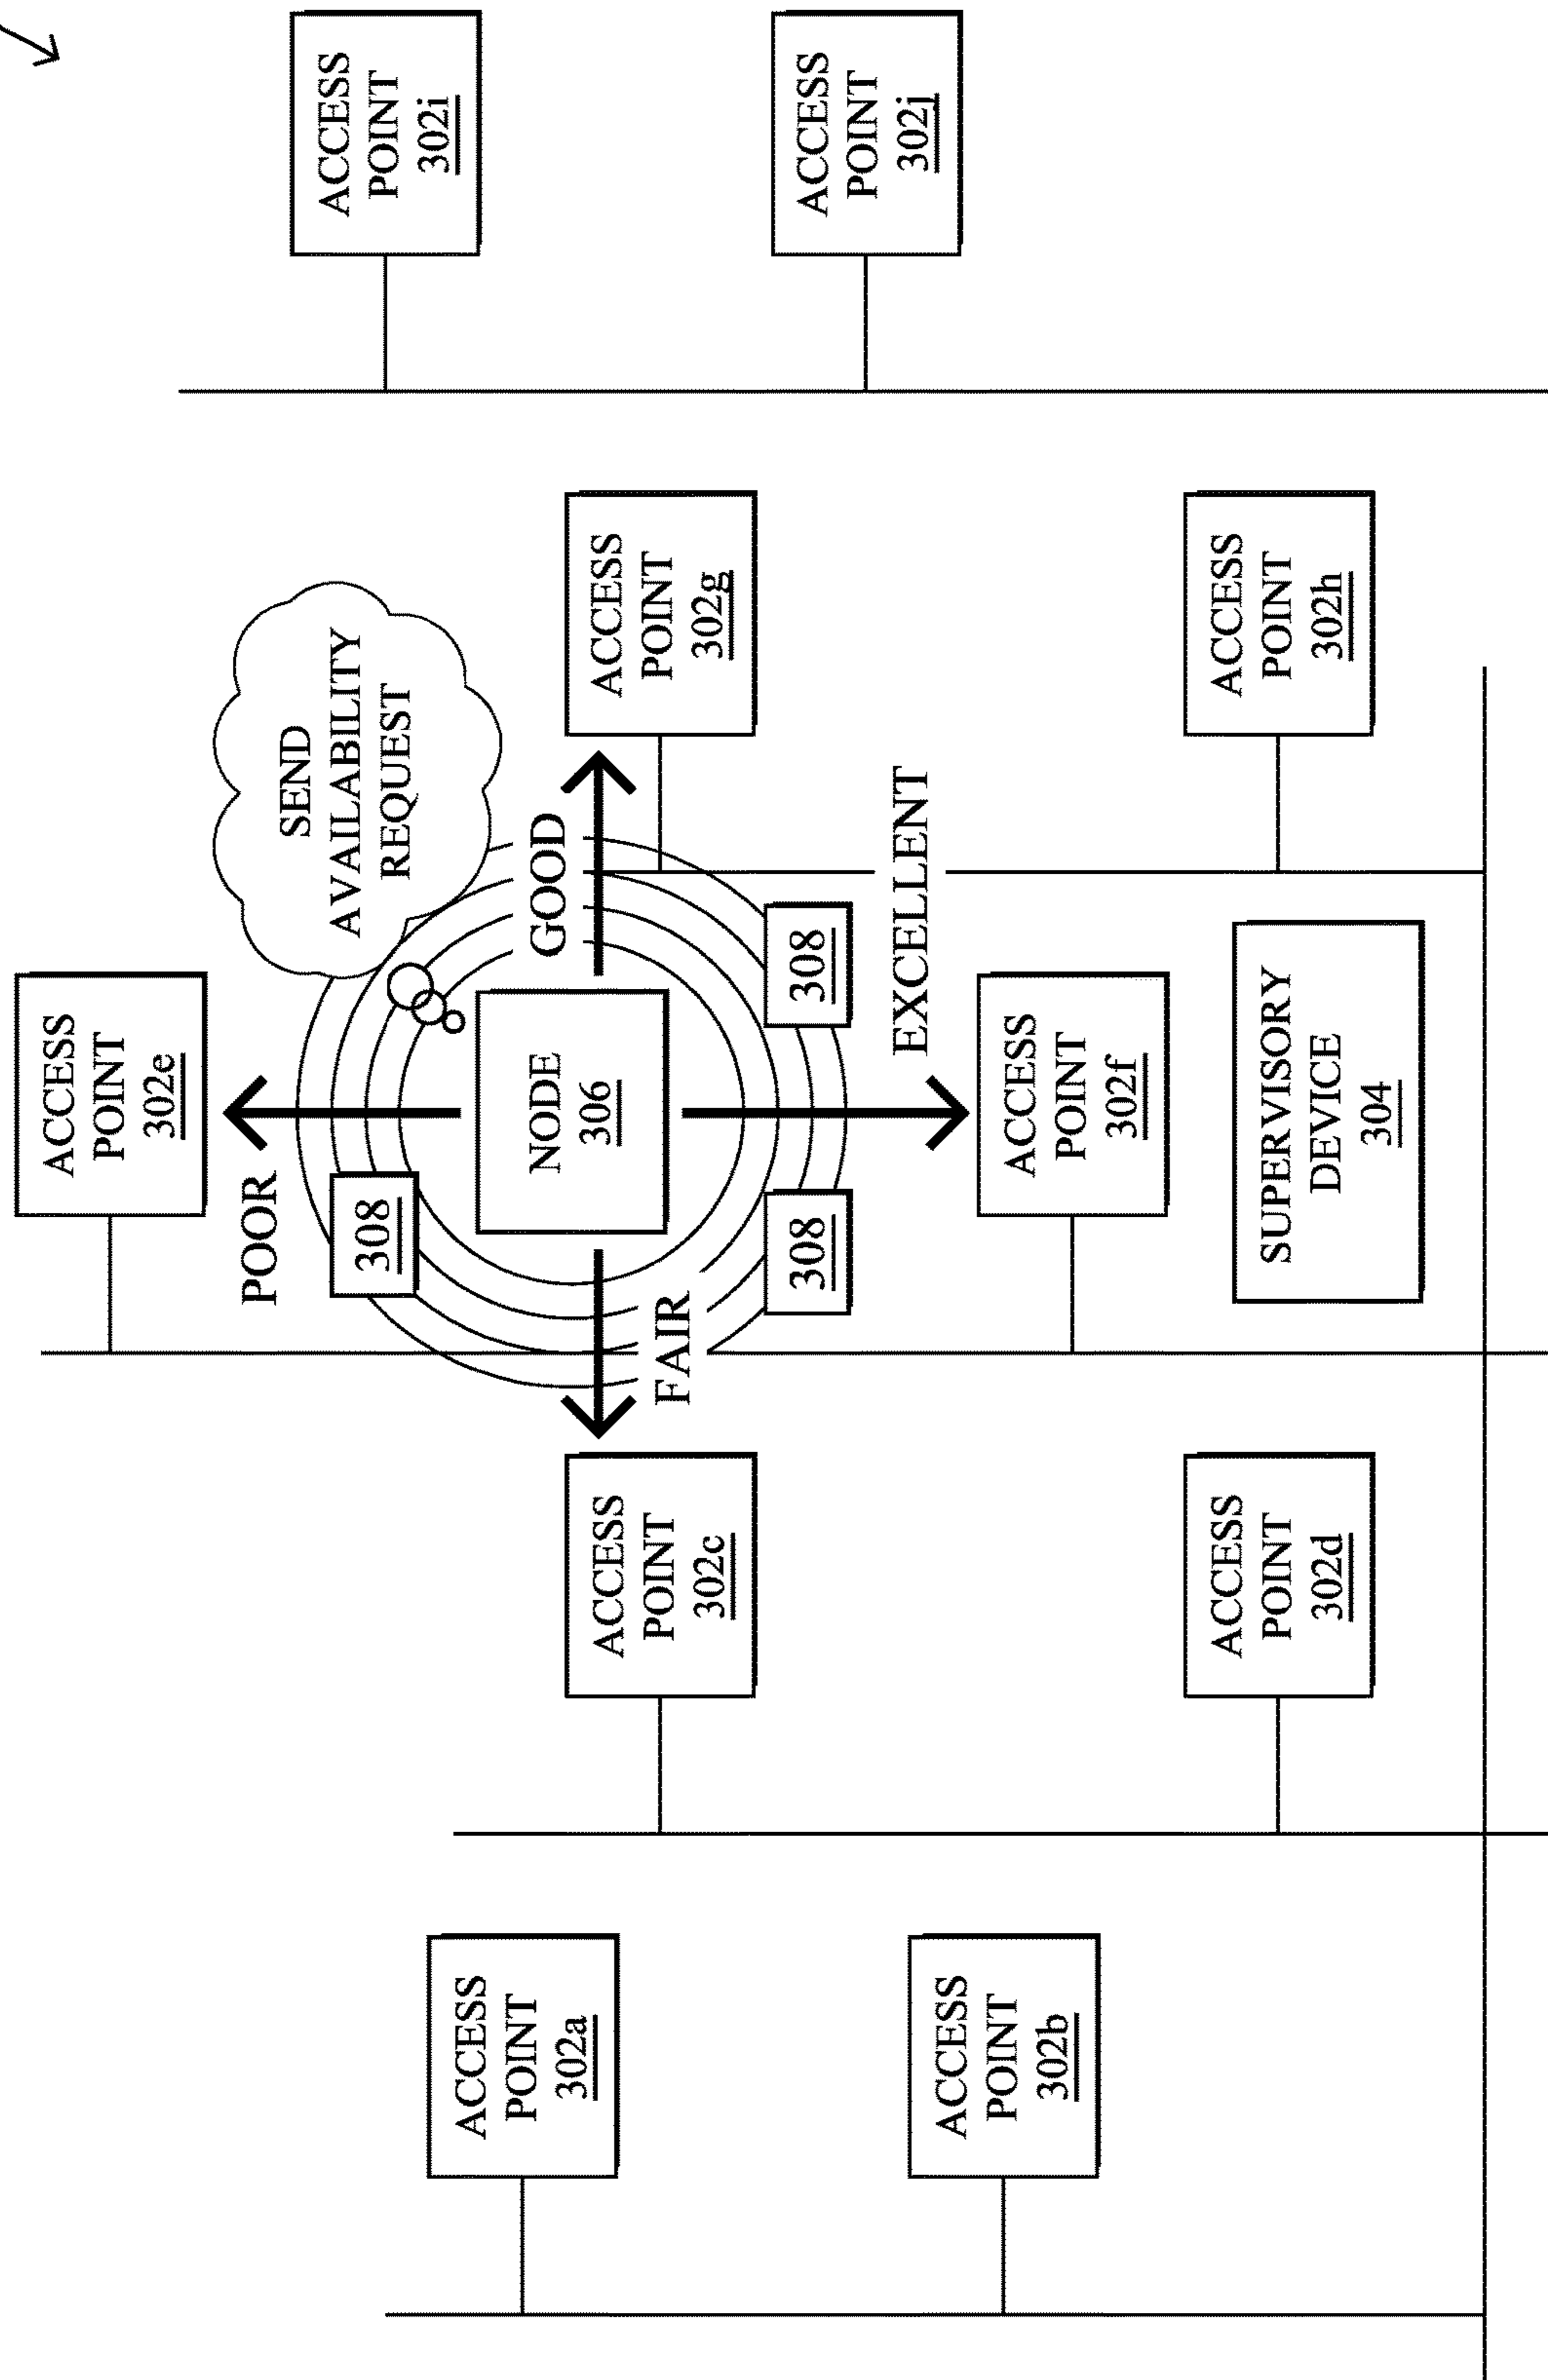 ACCESS
POINT
302e
SEND
AVAILABILITY
REQUEST
POOR
ACCESS
POINT
302i
308
ACCESS
POINT
302a
NODE
306
GOOD
ACCESS
POINT
302c
ACCESS
POINT
302g
FAIR
308
308
ACCESS
POINT
302j
EXCELLENT
ACCESS
POINT
302b
ACCESS
POINT
302f
ACCESS
POINT
302d
SUPERVISORY
DEVICE
304
ACCESS
POINT
302h